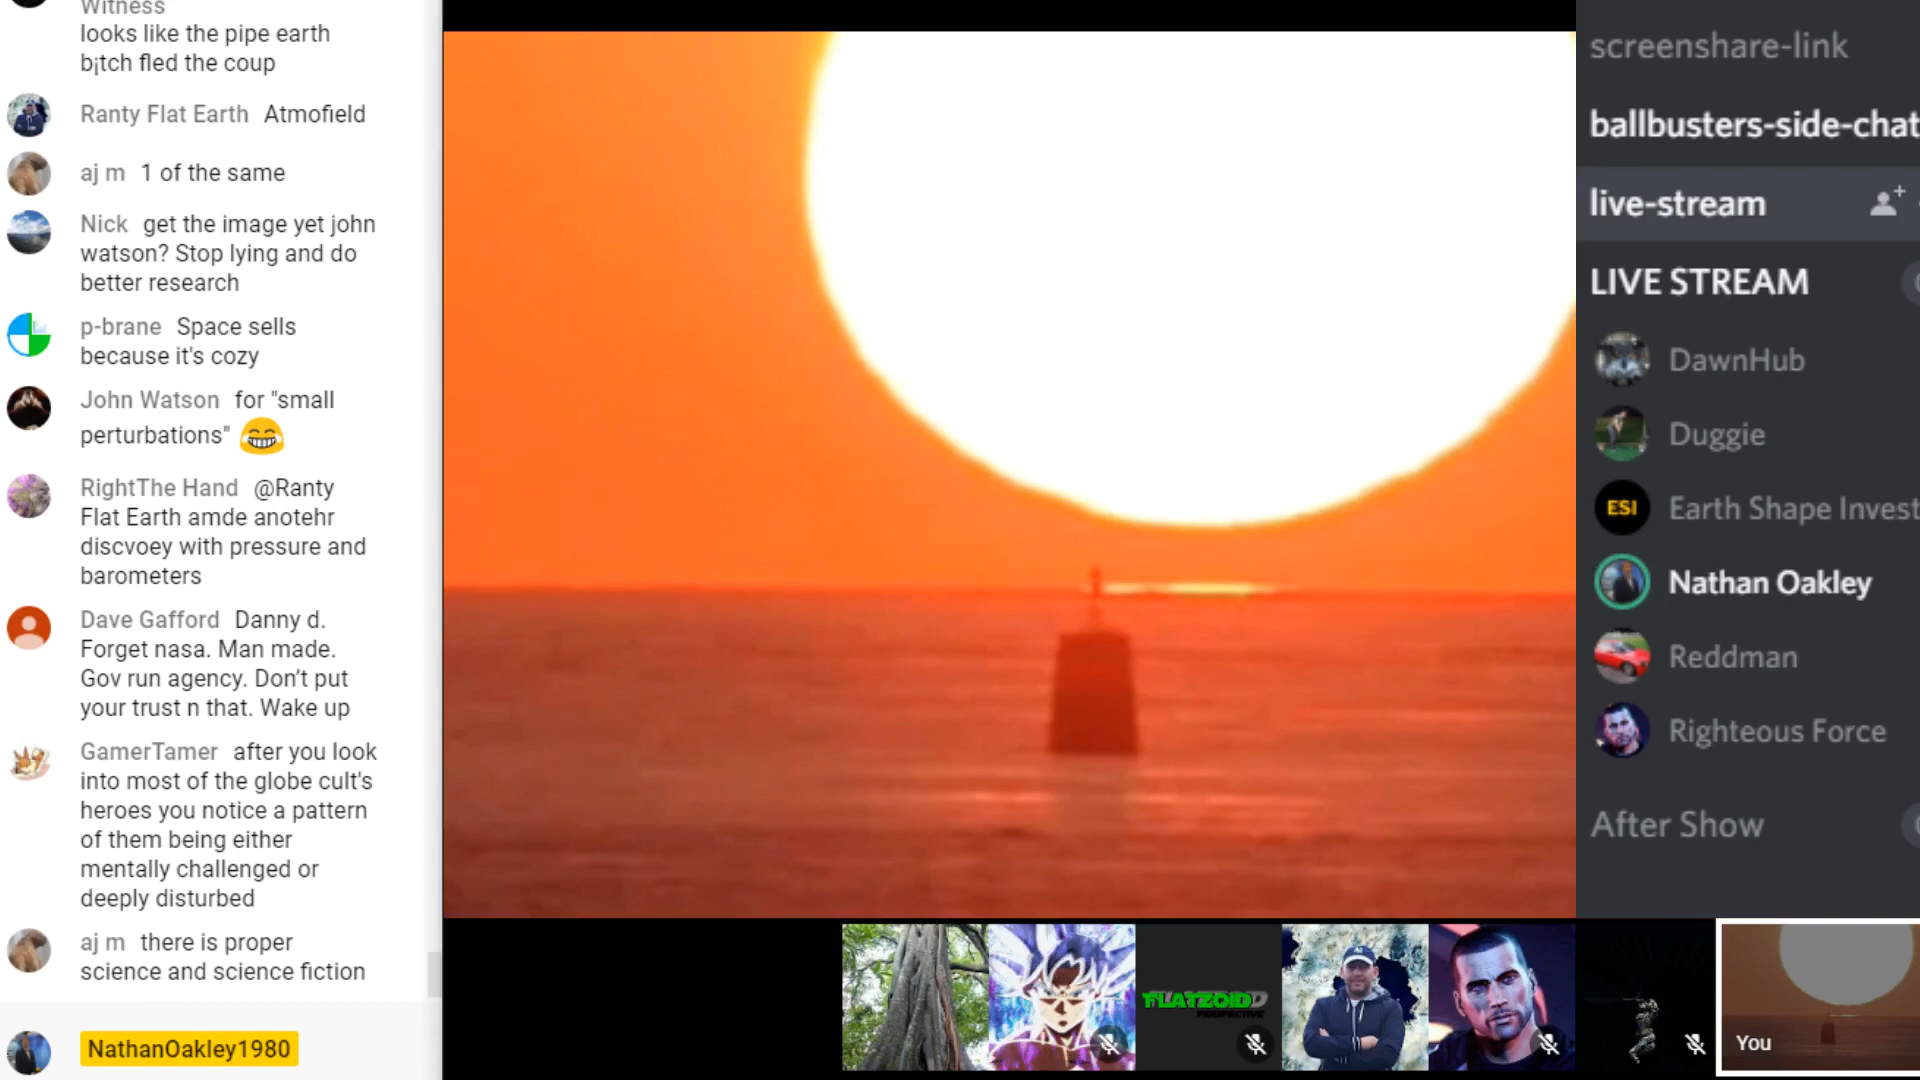 Witness
looks like the pipe earth
b¡tch fled the coup
Ranty Flat Earth Atmofield
aj m 1 of the same
Nick get the image yet john
watson? Stop lying and do
better research
p-brane Space sells
because it's cozy
John Watson for "small
perturbations"
RightThe Hand @Ranty
Flat Earth amde anotehr
discvoey with pressure and
barometers
Dave Gafford Danny d.
Forget nasa. Man made.
Gov run agency. Don’t put
your trust n that. Wake up
GamerTamer after you look
into most of the globe cult's
heroes you notice a pattern
of them being either
mentally challenged or
deeply disturbed
aj m there is proper
science and science fiction
NathanOakley1980
FLATZOIDD
PERSPECTIVE
You
screenshare-link
ballbusters-side-chat
live-stream
LIVE STREAM
DawnHub
Duggie
ESI Earth Shape Invest
Nathan Oakley
Reddman
Righteous Force
After Show